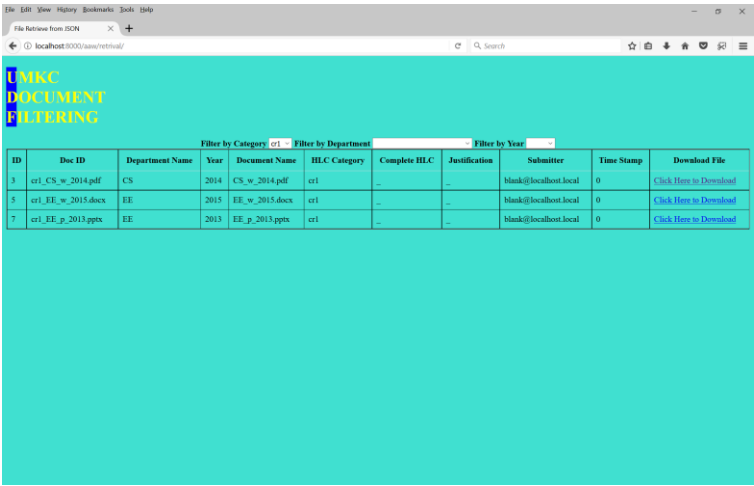 File Edit View History Bookmarks Tools Help
File Retrieve from JSON
localhost:8000/aaw/retrival/
Search
UMKC
DOCUMENT
FILTERING
Filter by Category cr1 Filter by Department Filter by Year
ID Doc ID Department Name Year Document Name HLC Category Complete HLC Justification Submitter Time Stamp Download File
3 cr1_CS_w_2014.pdf CS 2014 CS_w_2014.pdf cr1 _ _ blank@localhost.local 0 Click Here to Download
5 cr1_EE_w_2015.docx EE 2015 EE_w_2015.docx cr1 _ _ blank@localhost.local 0 Click Here to Download
7 cr1_EE_p_2013.pptx EE 2013 EE_p_2013.pptx cr1 _ _ blank@localhost.local 0 Click Here to Download